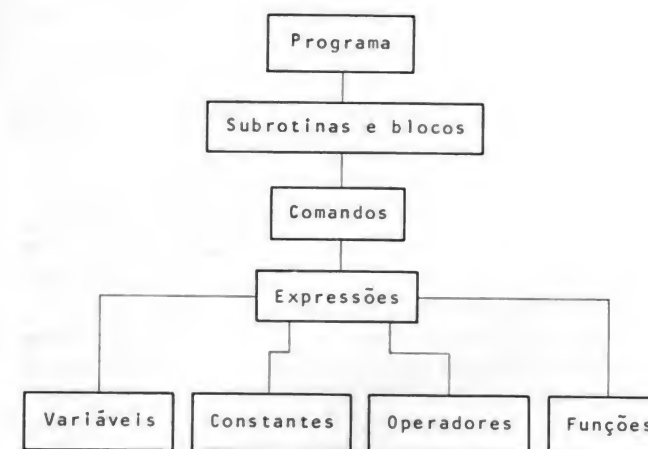 Programa
Subrotinas e blocos
Comandos
Expressões
Variáveis
Constantes
Operadores
Funções